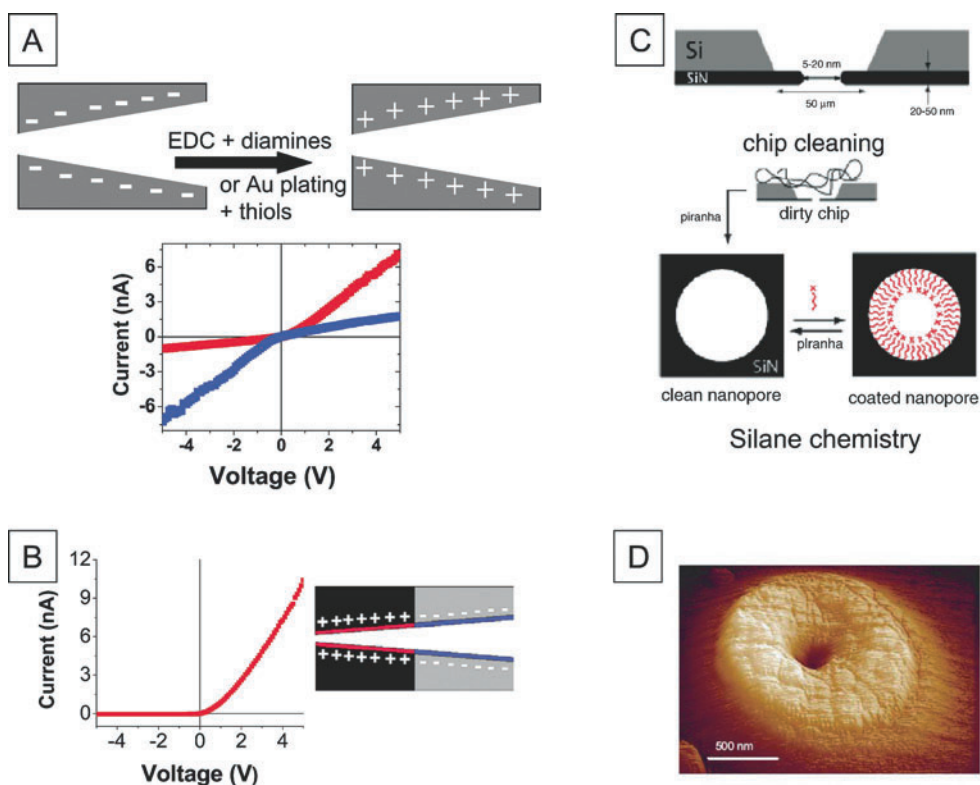 A
EDC + diamines
or Au plating
+ thiols
Current (nA)
6
3
0
-3
-6
-4 -2 0 2 4
Voltage (V)
B
Current (nA)
12
9
6
3
0
-4 -2 0 2 4
Voltage (V)
C
Si
SiN
5-20 nm
50 μm
20-50 nm
chip cleaning
dirty chip
piranha
piranha
SiN
clean nanopore
coated nanopore
Silane chemistry
D
500 nm